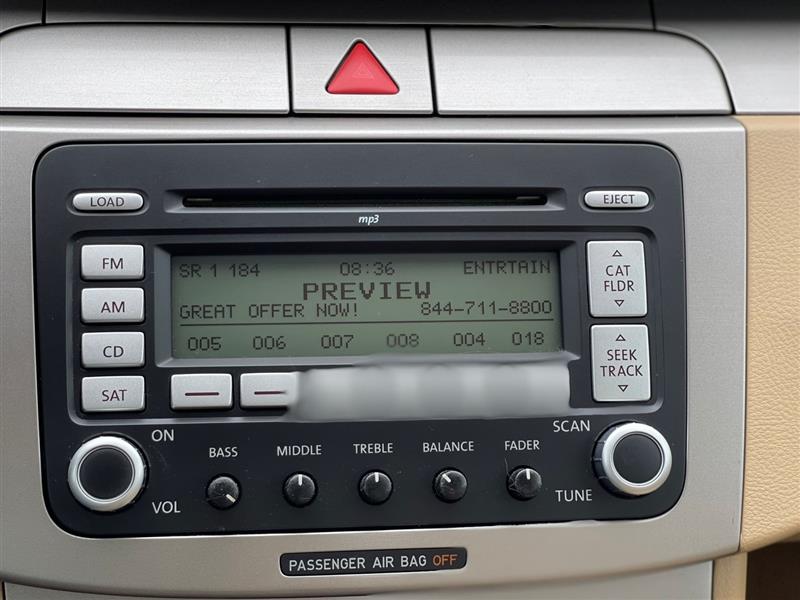 LOAD
EJECT
mp3
FM
AM
CD
SAT
SR 1 184 08:36 ENTRTAIN
PREVIEW
GREAT OFFER NOW! 844-711-8800
005 006 007 008 004 018
CAT
FLDR
SEEK
TRACK
ON
VOL
BASS MIDDLE TREBLE BALANCE FADER
SCAN
TUNE
PASSENGER AIR BAG OFF